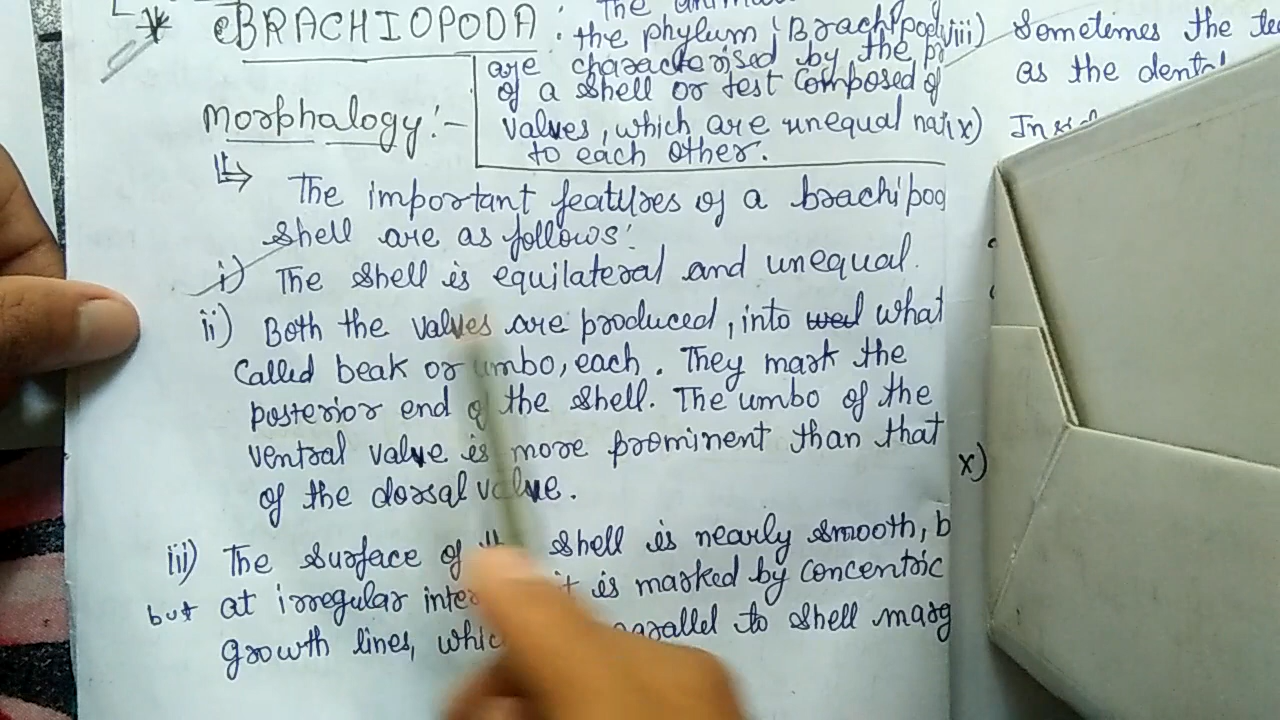 BRACHIOPODA : The
the phylum 'Brachipod
are characterised by the
of a shell or test composed of
values, which are unequal
to each other.
Morphalogy :-
The important features of a brachipod
shell are as follows:
i) The shell is equilateral and unequal.
ii) Both the valves are produced, into what
called beak or umbo, each. They mark the
posterior end the shell. The umbo of the
ventral valve is more prominent than that
of the dorsal valve.
iii) The surface of shell is nearly smooth, b
but at irregular it is marked by concentric
growth lines, parallel to shell marg
viii) Sometimes the
as the dental
ix)
x)